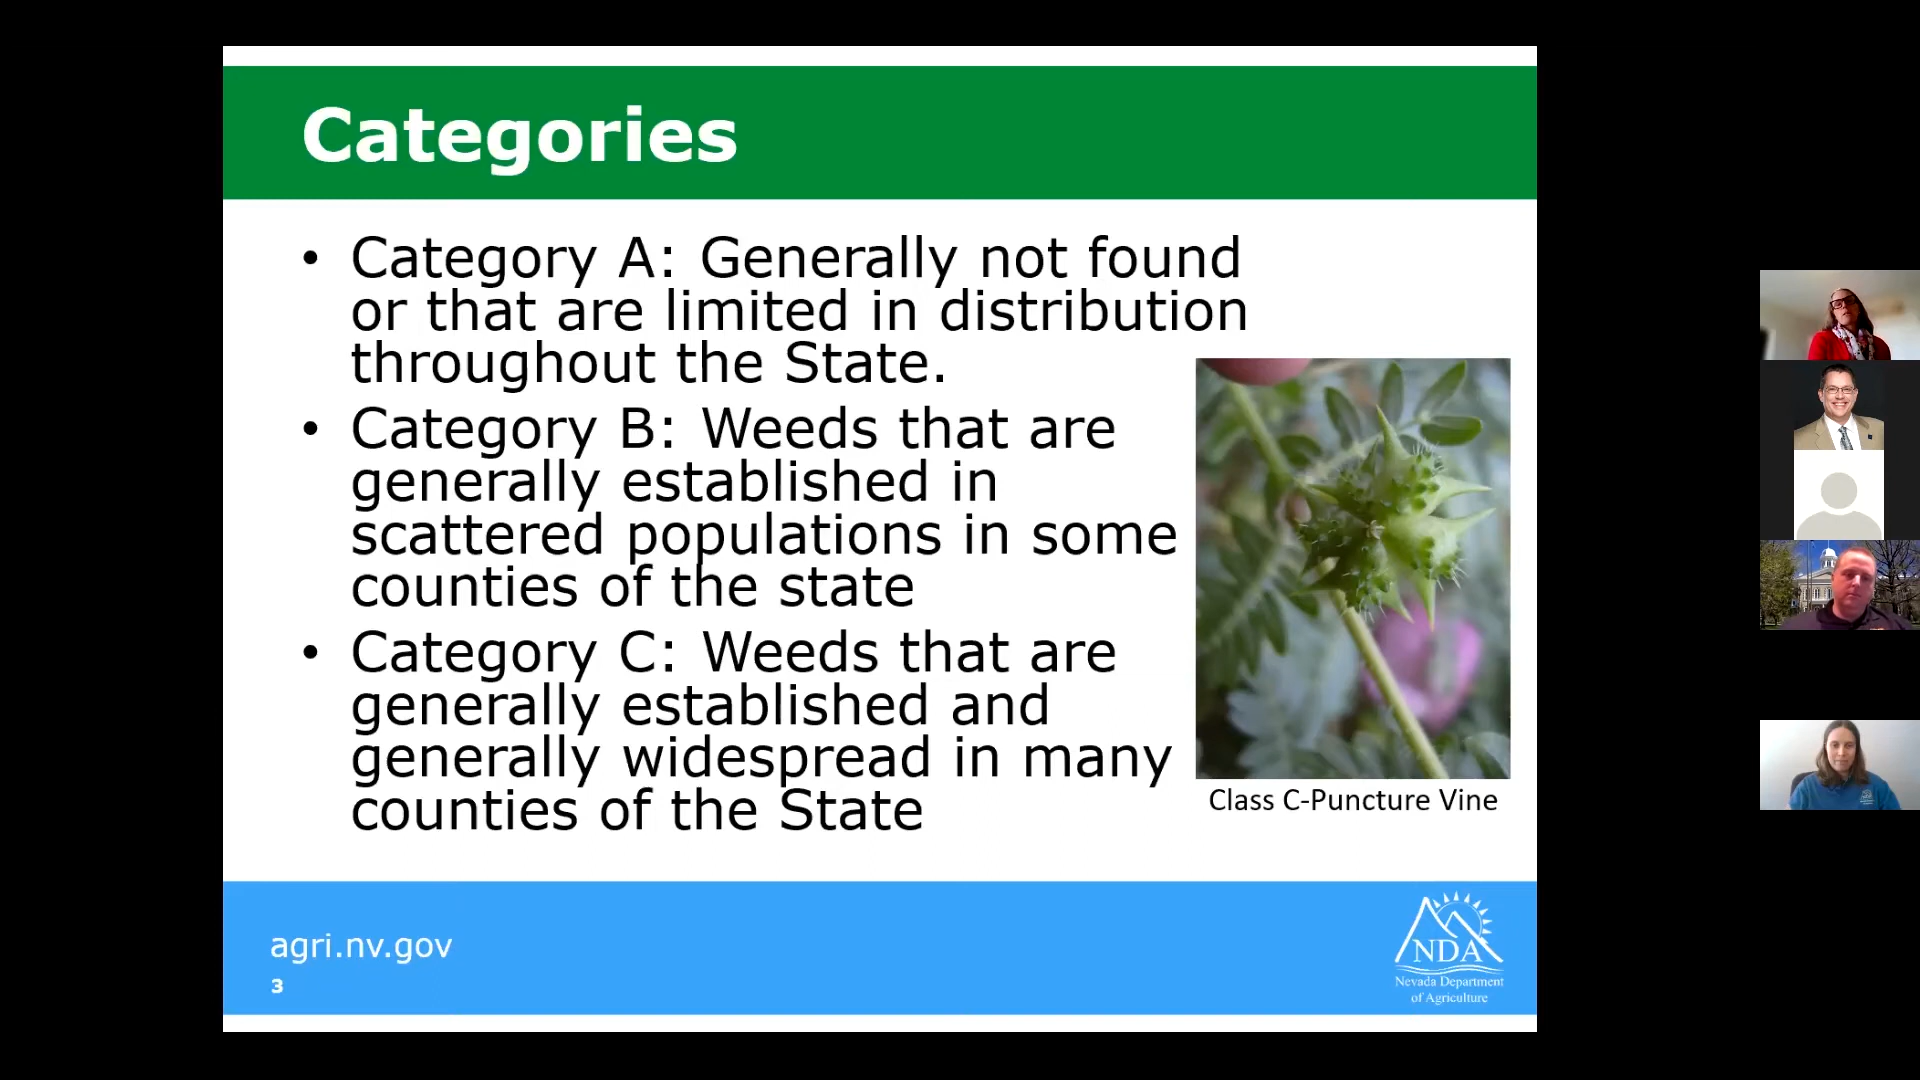 Categories
• Category A: Generally not found
or that are limited in distribution
throughout the State.
• Category B: Weeds that are
generally established in
scattered populations in some
counties of the state
• Category C: Weeds that are
generally established and
generally widespread in many
counties of the State
Class C-Puncture Vine
agri.nv.gov
3
NDA
Nevada Department
of Agriculture